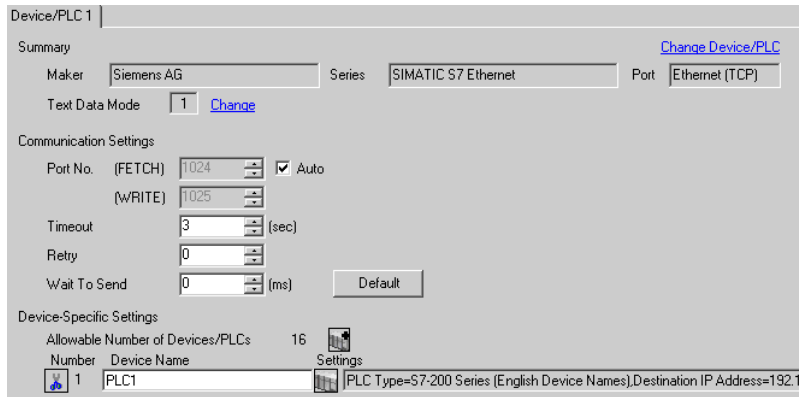 Device/PLC 1
Summary Change Device/PLC
Maker Siemens AG Series SIMATIC S7 Ethernet Port Ethernet (TCP)
Text Data Mode 1 Change
Communication Settings
Port No. (FETCH) 1024 Auto
(WRITE) 1025
Timeout 3 (sec)
Retry 0
Wait To Send 0 (ms) Default
Device-Specific Settings
Allowable Number of Devices/PLCs 16
Number Device Name Settings
1 PLC1 PLC Type=S7-200 Series (English Device Names),Destination IP Address=192.1